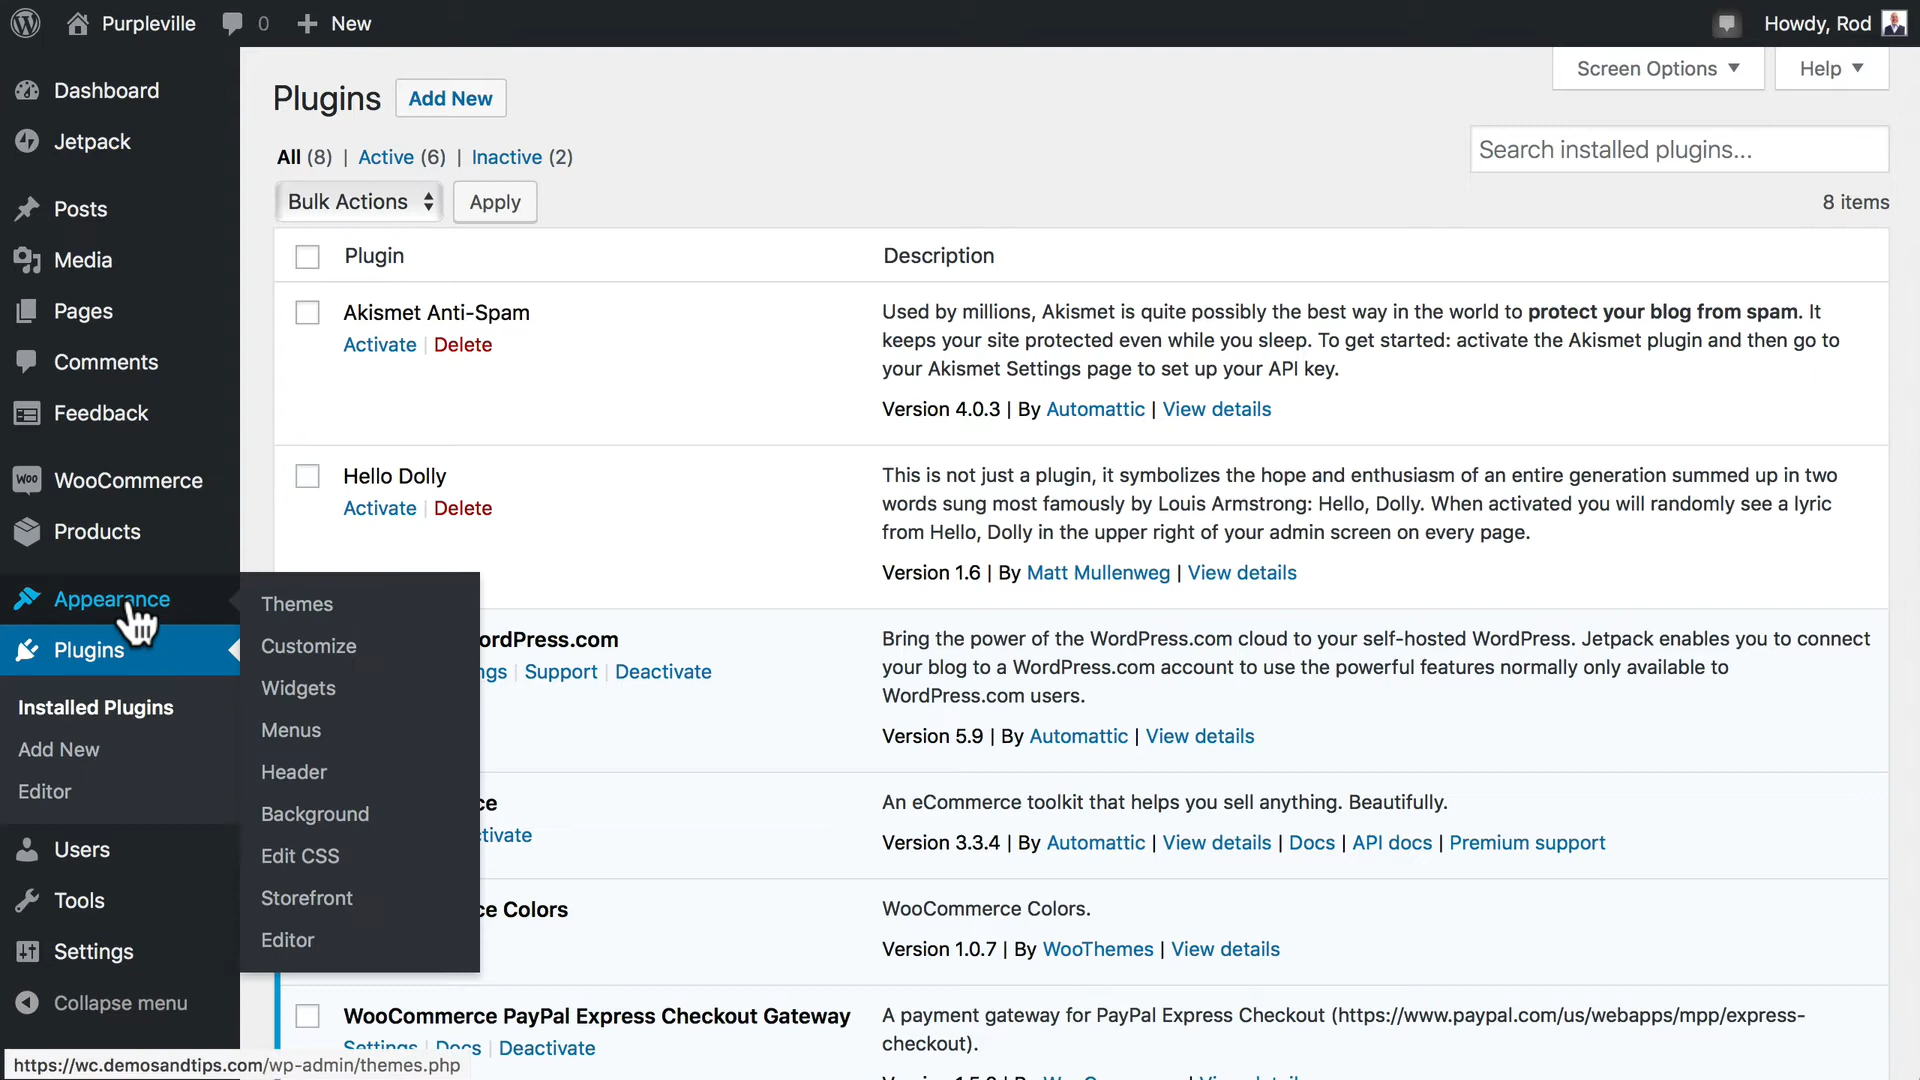 Purpleville 0 New Howdy, Rod
Dashboard
Jetpack
Posts
Media
Pages
Comments
Feedback
WOO WooCommerce
Products
Appearance
Plugins
Installed Plugins
Add New
Editor
Users
Tools
Settings
Collapse menu
Themes
Customize
Widgets
Menus
Header
Background
Edit CSS
Storefront
Editor
Screen Options ▼ Help ▼
Plugins Add New
All (8) | Active (6) | Inactive (2)
Search installed plugins...
Bulk Actions Apply
8 items
Plugin Description
Akismet Anti-Spam
Activate | Delete
Used by millions, Akismet is quite possibly the best way in the world to protect your blog from spam. It
keeps your site protected even while you sleep. To get started: activate the Akismet plugin and then go to
your Akismet Settings page to set up your API key.
Version 4.0.3 | By Automattic | View details
Hello Dolly
Activate | Delete
This is not just a plugin, it symbolizes the hope and enthusiasm of an entire generation summed up in two
words sung most famously by Louis Armstrong: Hello, Dolly. When activated you will randomly see a lyric
from Hello, Dolly in the upper right of your admin screen on every page.
Version 1.6 | By Matt Mullenweg | View details
ordPress.com
ngs | Support | Deactivate
Bring the power of the WordPress.com cloud to your self-hosted WordPress. Jetpack enables you to connect
your blog to a WordPress.com account to use the powerful features normally only available to
WordPress.com users.
Version 5.9 | By Automattic | View details
ce
ctivate
An eCommerce toolkit that helps you sell anything. Beautifully.
Version 3.3.4 | By Automattic | View details | Docs | API docs | Premium support
ce Colors
WooCommerce Colors.
Version 1.0.7 | By WooThemes | View details
WooCommerce PayPal Express Checkout Gateway
Settings | Docs | Deactivate
A payment gateway for PayPal Express Checkout (https://www.paypal.com/us/webapps/mpp/express-
checkout).
https://wc.demosandtips.com/wp-admin/themes.php